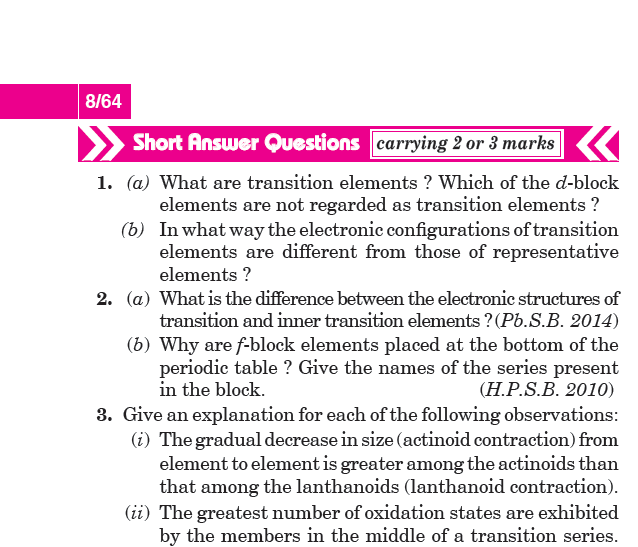 8/64
Short Answer Questions carrying 2 or 3 marks
1. (a) What are transition elements ? Which of the d-block
elements are not regarded as transition elements ?
(b) In what way the electronic configurations of transition
elements are different from those of representative
elements ?
2. (a) What is the difference between the electronic structures of
transition and inner transition elements ? (Pb.S.B. 2014)
(b) Why are f-block elements placed at the bottom of the
periodic table ? Give the names of the series present
in the block. (H.P.S.B. 2010)
3. Give an explanation for each of the following observations:
(i) The gradual decrease in size (actinoid contraction) from
element to element is greater among the actinoids than
that among the lanthanoids (lanthanoid contraction).
(ii) The greatest number of oxidation states are exhibited
by the members in the middle of a transition series.